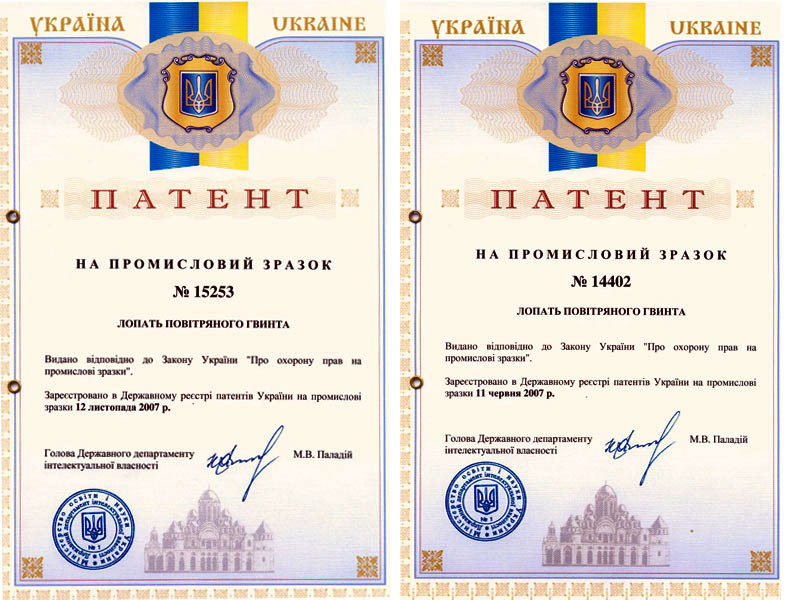 УКРАЇНА
UKRAINE
ПАТЕНТ
НА ПРОМИСЛОВИЙ ЗРАЗОК
№ 15253
ЛОПАТЬ ПОВІТРЯНОГО ГВИНТА
Видано відповідно до Закону України "Про охорону прав на
промислові зразки".
Зареєстровано в Державному реєстрі патентів України на промислові
зразки 12 листопада 2007 р.
Голова Державного департаменту
інтелектуальної власності
М.В. Паладій
Міністерство освіти і науки України
Державний департамент інтелектуальної власності
№ 1
УКРАЇНА
UKRAINE
ПАТЕНТ
НА ПРОМИСЛОВИЙ ЗРАЗОК
№ 14402
ЛОПАТЬ ПОВІТРЯНОГО ГВИНТА
Видано відповідно до Закону України "Про охорону прав на
промислові зразки".
Зареєстровано в Державному реєстрі патентів України на промислові
зразки 11 червня 2007 р.
Голова Державного департаменту
інтелектуальної власності
М.В. Паладій
Міністерство освіти і науки України
Державний департамент інтелектуальної власності
№ 1